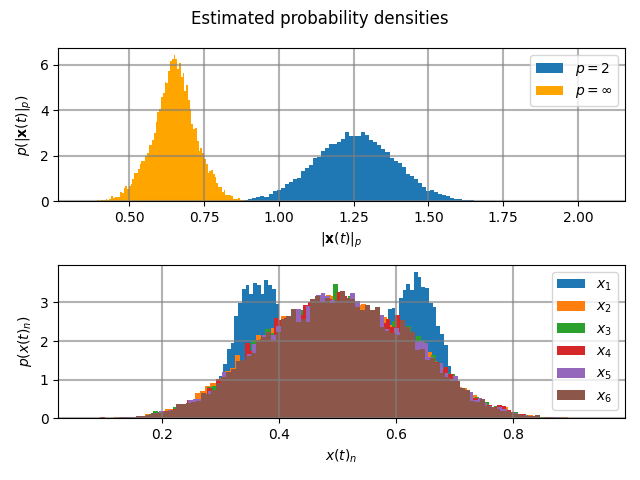 Estimated probability densities
p(|x(t)|ₚ)
6
4
2
0
p = 2
p = ∞
0.50 0.75 1.00 1.25 1.50 1.75 2.00
|x(t)|ₚ
p(x(t)ₙ)
3
2
1
0
x₁
x₂
x₃
x₄
x₅
x₆
0.2 0.4 0.6 0.8
x(t)ₙ